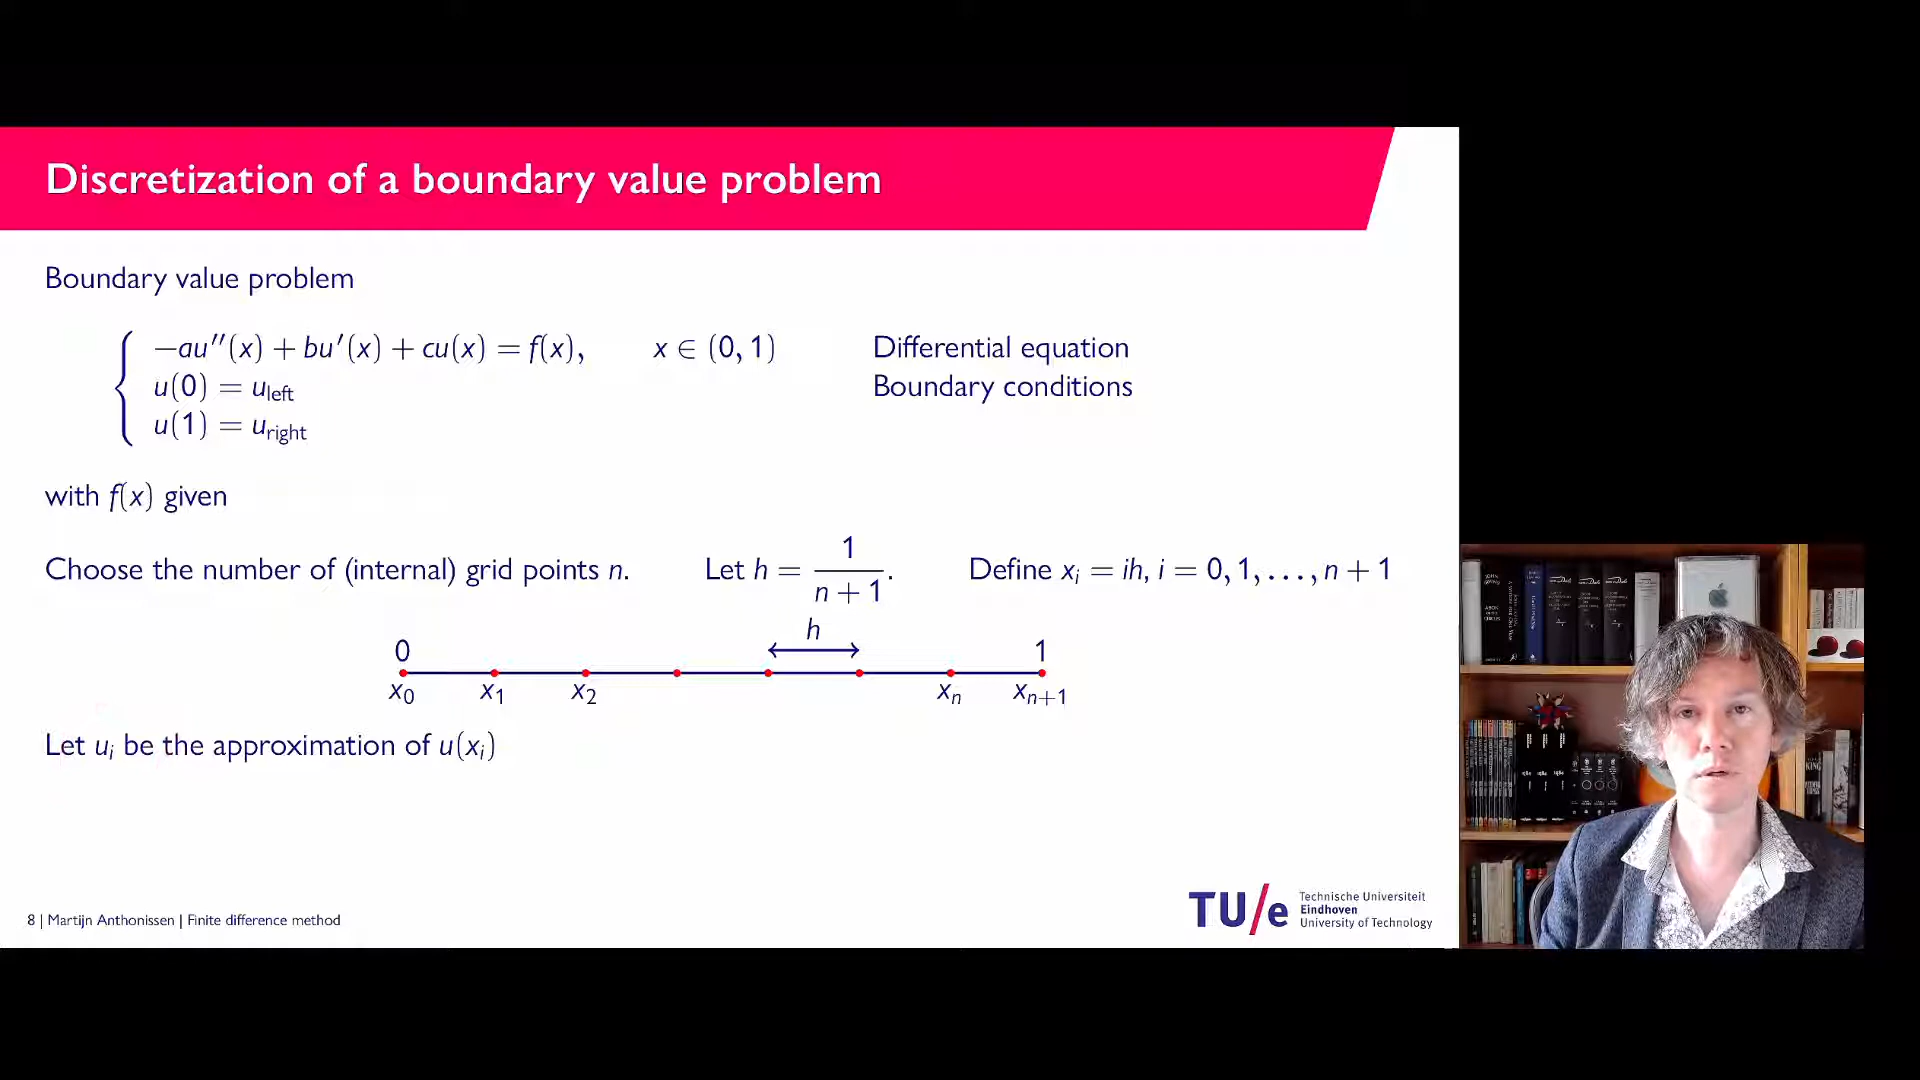 Discretization of a boundary value problem
Boundary value problem
−au″(x) + bu′(x) + cu(x) = f(x), x ∈ (0, 1) Differential equation
u(0) = u_left Boundary conditions
u(1) = u_right
with f(x) given
Choose the number of (internal) grid points n. Let h = 1/(n + 1). Define x_i = ih, i = 0, 1, . . . , n + 1
h
0 1
x_0 x_1 x_2 x_n x_{n+1}
Let u_i be the approximation of u(x_i)
8 | Martijn Anthonissen | Finite difference method
TU/e Technische Universiteit
Eindhoven
University of Technology